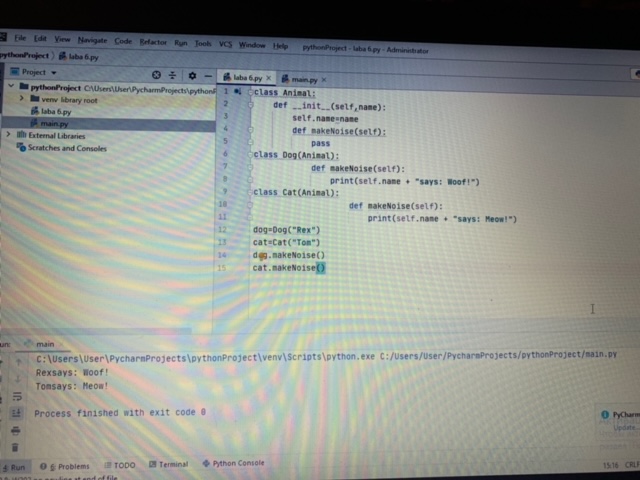 File Edit View Navigate Code Refactor Run Tools VCS Window Help pythonProject - laba 6.py - Administrator
pythonProject laba 6.py
Project laba 6.py × main.py ×
pythonProject C:\Users\User\PycharmProjects\pythonP
venv library root
laba 6.py
main.py
External Libraries
Scratches and Consoles
1 class Animal:
2 def __init__(self,name):
3 self.name=name
4 def makeNoise(self):
5 pass
6 class Dog(Animal):
7 def makeNoise(self):
8 print(self.name + "says: Woof!")
9 class Cat(Animal):
10 def makeNoise(self):
11 print(self.name + "says: Meow!")
12 dog=Dog("Rex")
13 cat=Cat("Tom")
14 dog.makeNoise()
15 cat.makeNoise()
un: main
C:\Users\User\PycharmProjects\pythonProject\venv\Scripts\python.exe C:/Users/User/PycharmProjects/pythonProject/main.py
Rexsays: Woof!
Tomsays: Meow!
Process finished with exit code 0
PyCharm
Update...
4: Run 6: Problems TODO Terminal Python Console
15:16 CRLF
at end of file